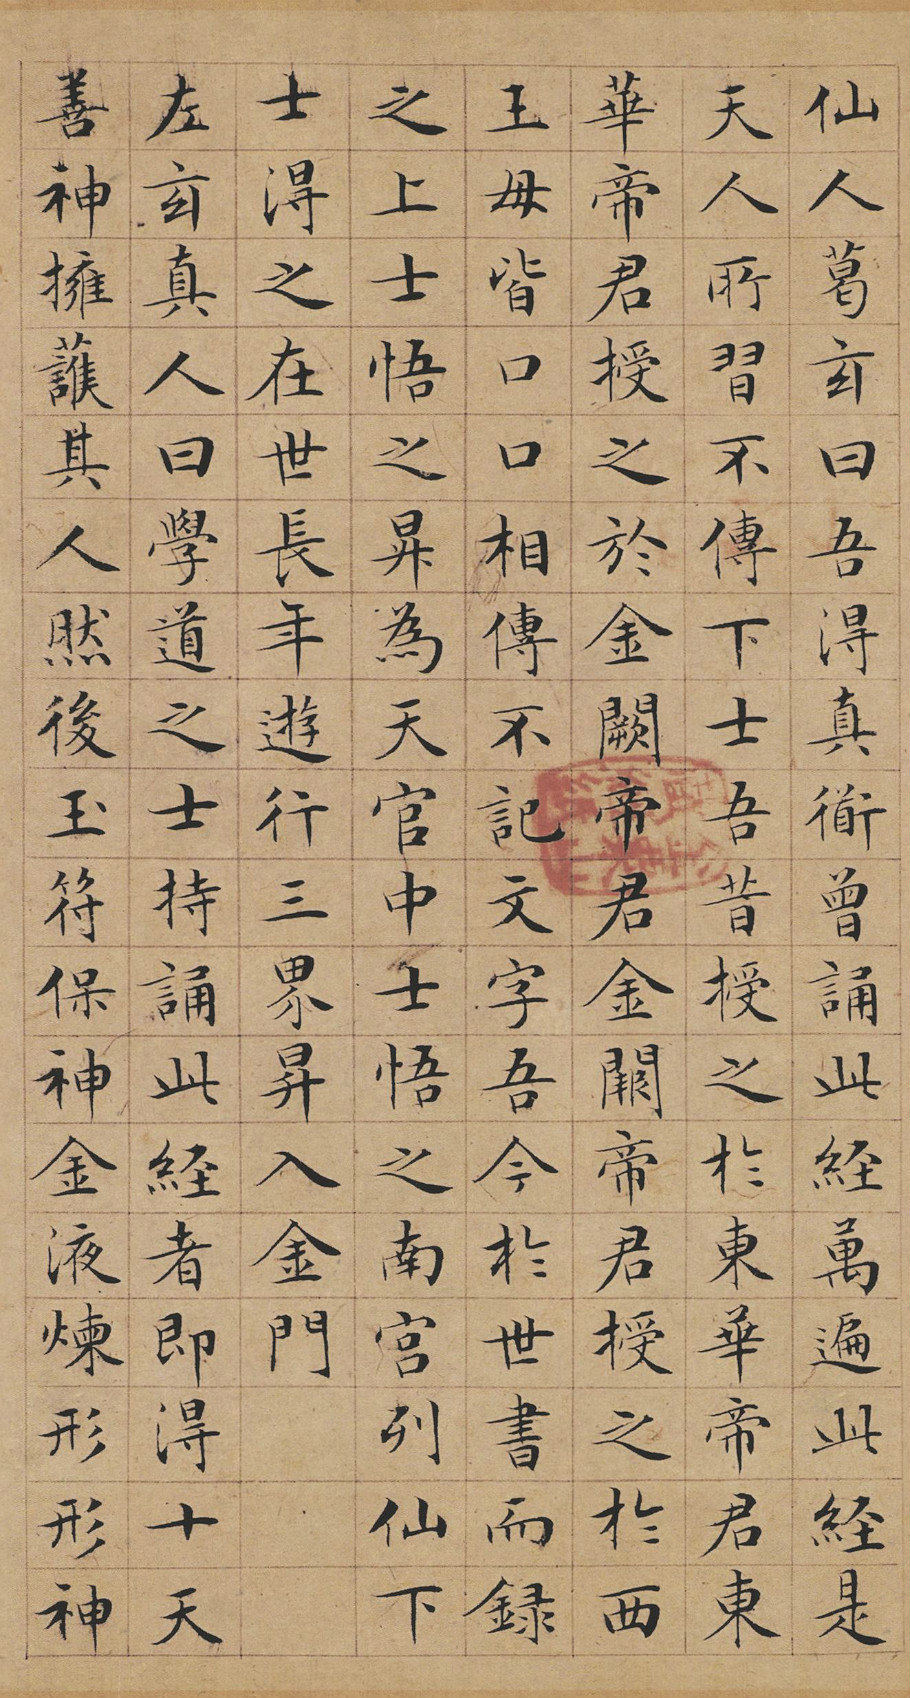 仙人葛玄曰吾得真衟曾誦此經萬遍此經是
天人所習不傳下士吾昔授之於東華帝君東
華帝君授之於金闕帝君金闕帝君授之於西
王母皆口口相傳不記文字吾今於世書而録
之上士悟之昇為天官中士悟之南宫列仙下
士得之在世長年遊行三界昇入金門
左玄真人曰學道之士持誦此經者即得十天
善神擁護其人然後玉符保神金液煉形形神